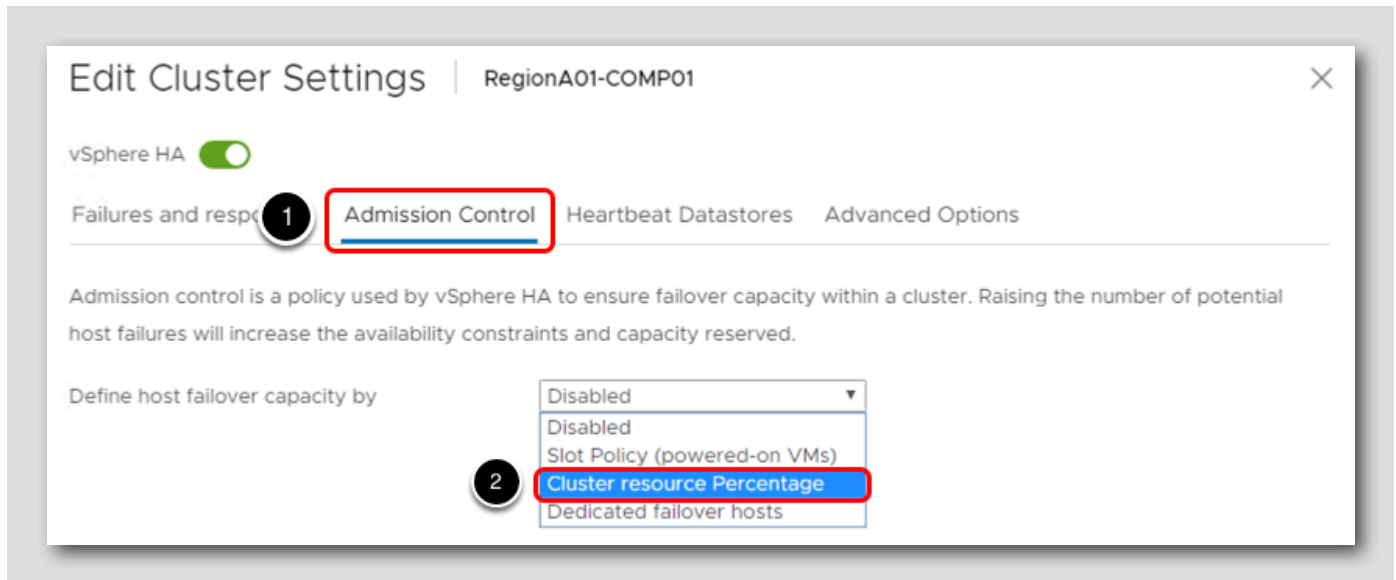 Edit Cluster Settings RegionA01-COMP01
vSphere HA
Failures and respo 1 Admission Control Heartbeat Datastores Advanced Options
Admission control is a policy used by vSphere HA to ensure failover capacity within a cluster. Raising the number of potential
host failures will increase the availability constraints and capacity reserved.
Define host failover capacity by Disabled
Disabled
Slot Policy (powered-on VMs)
2 Cluster resource Percentage
Dedicated failover hosts